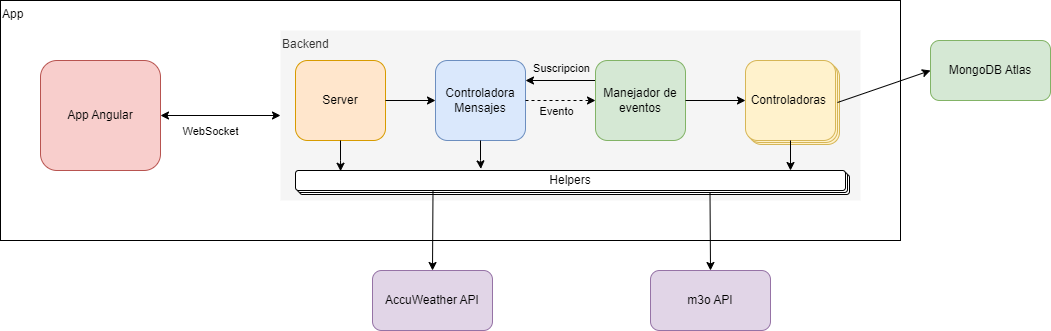 App
Backend
App Angular
WebSocket
Server
Controladora
Mensajes
Suscripcion
Evento
Manejador de
eventos
Controladoras
MongoDB Atlas
Helpers
AccuWeather API
m3o API